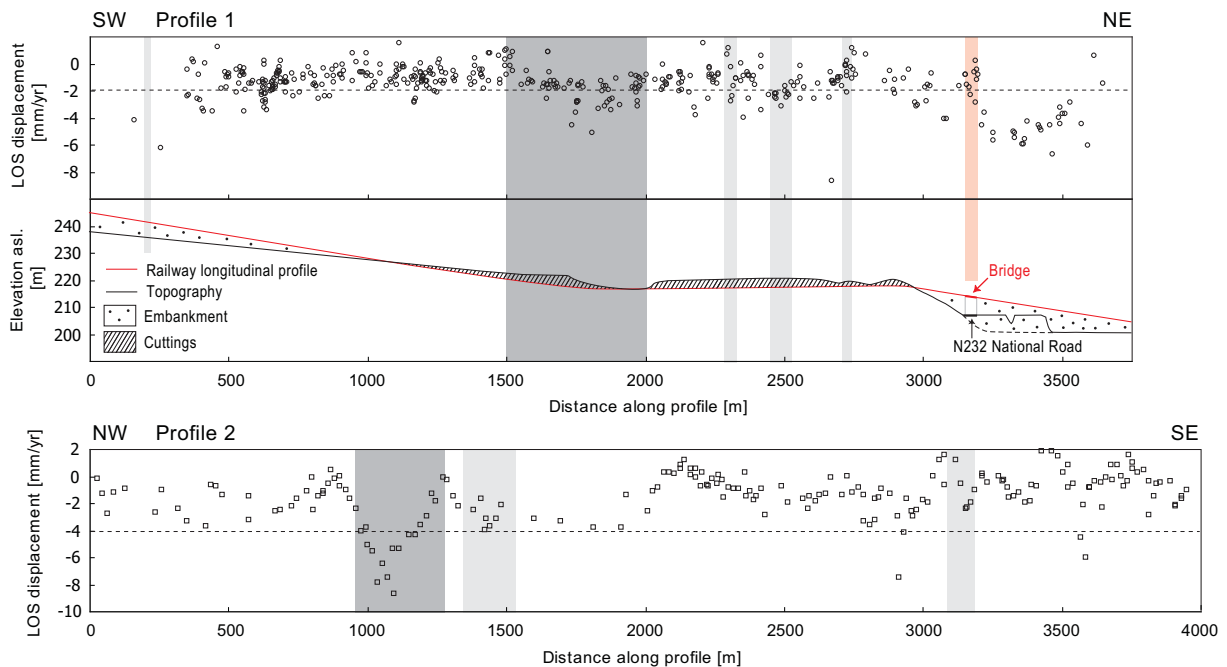 SW Profile 1 NE
LOS displacement
[mm/yr]
0
-2
-4
-6
-8
Elevation asl.
[m]
240
230
220
210
200
Railway longitudinal profile
Topography
Embankment
Cuttings
Bridge
N232 National Road
0 500 1000 1500 2000 2500 3000 3500
Distance along profile [m]
NW Profile 2 SE
LOS displacement [mm/yr]
2
0
-2
-4
-6
-8
-10
0 500 1000 1500 2000 2500 3000 3500 4000
Distance along profile [m]